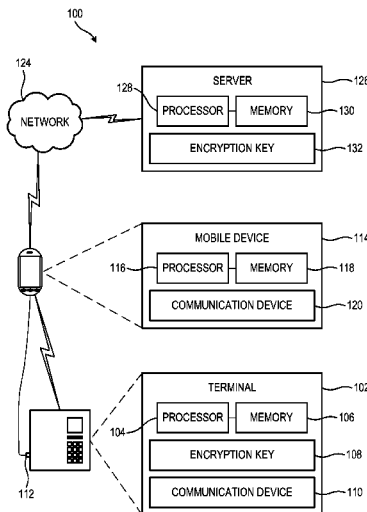 100
124
NETWORK
SERVER
126
128
PROCESSOR
MEMORY
130
ENCRYPTION KEY
132
MOBILE DEVICE
114
116
PROCESSOR
MEMORY
118
COMMUNICATION DEVICE
120
TERMINAL
102
104
PROCESSOR
MEMORY
106
ENCRYPTION KEY
108
112
COMMUNICATION DEVICE
110